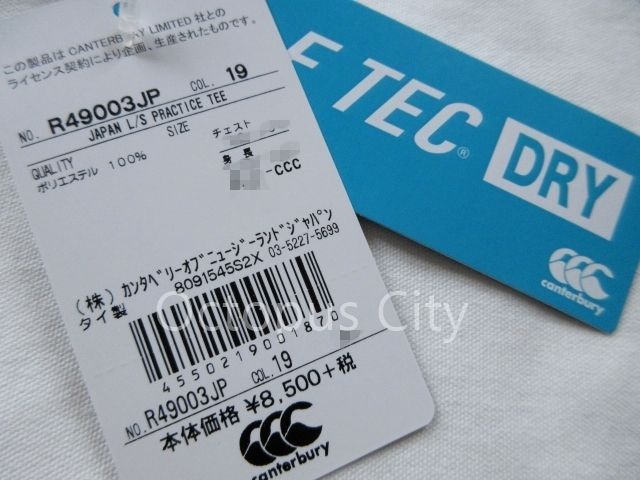 この製品は CANTERBURY LIMITED 社との
ライセンス契約により企画、生産されたものです。
NO. R49003JP COL. 19
JAPAN L/S PRACTICE TEE
QUALITY SIZE チェスト
ポリエステル 100% 身長
-CCC
(株)カンタベリーオブニュージーランドジャパン
タイ製 8091545S2X 03-5227-5699
Octopus City
4550219001870
NO. R49003JP COL. 19
本体価格 ¥8,500+税
canterbury
TEC® DRY
canterbury